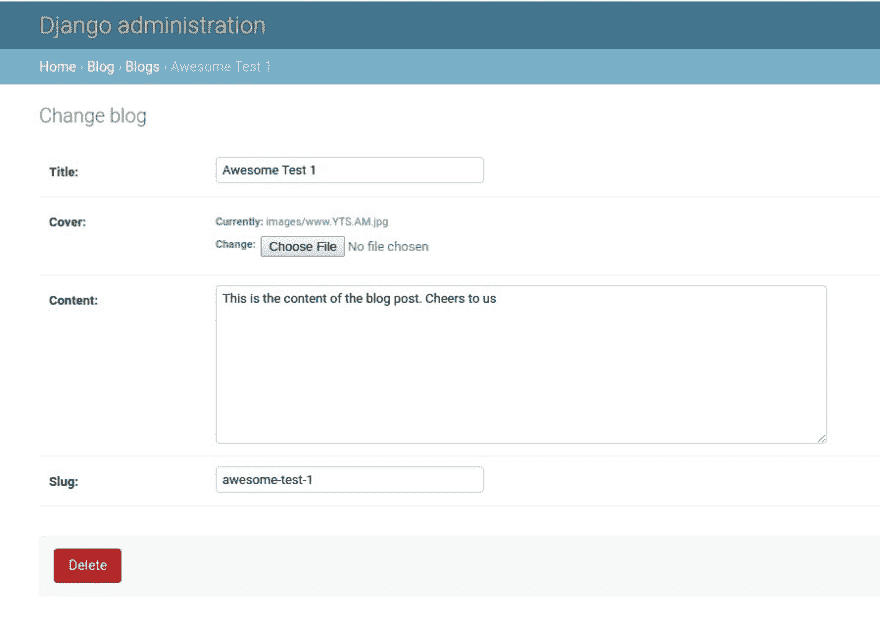 Django administration
Home › Blog › Blogs › Awesome Test 1
Change blog
Title: Awesome Test 1
Cover: Currently: images/www.YTS.AM.jpg
Change: Choose File No file chosen
Content: This is the content of the blog post. Cheers to us
Slug: awesome-test-1
Delete